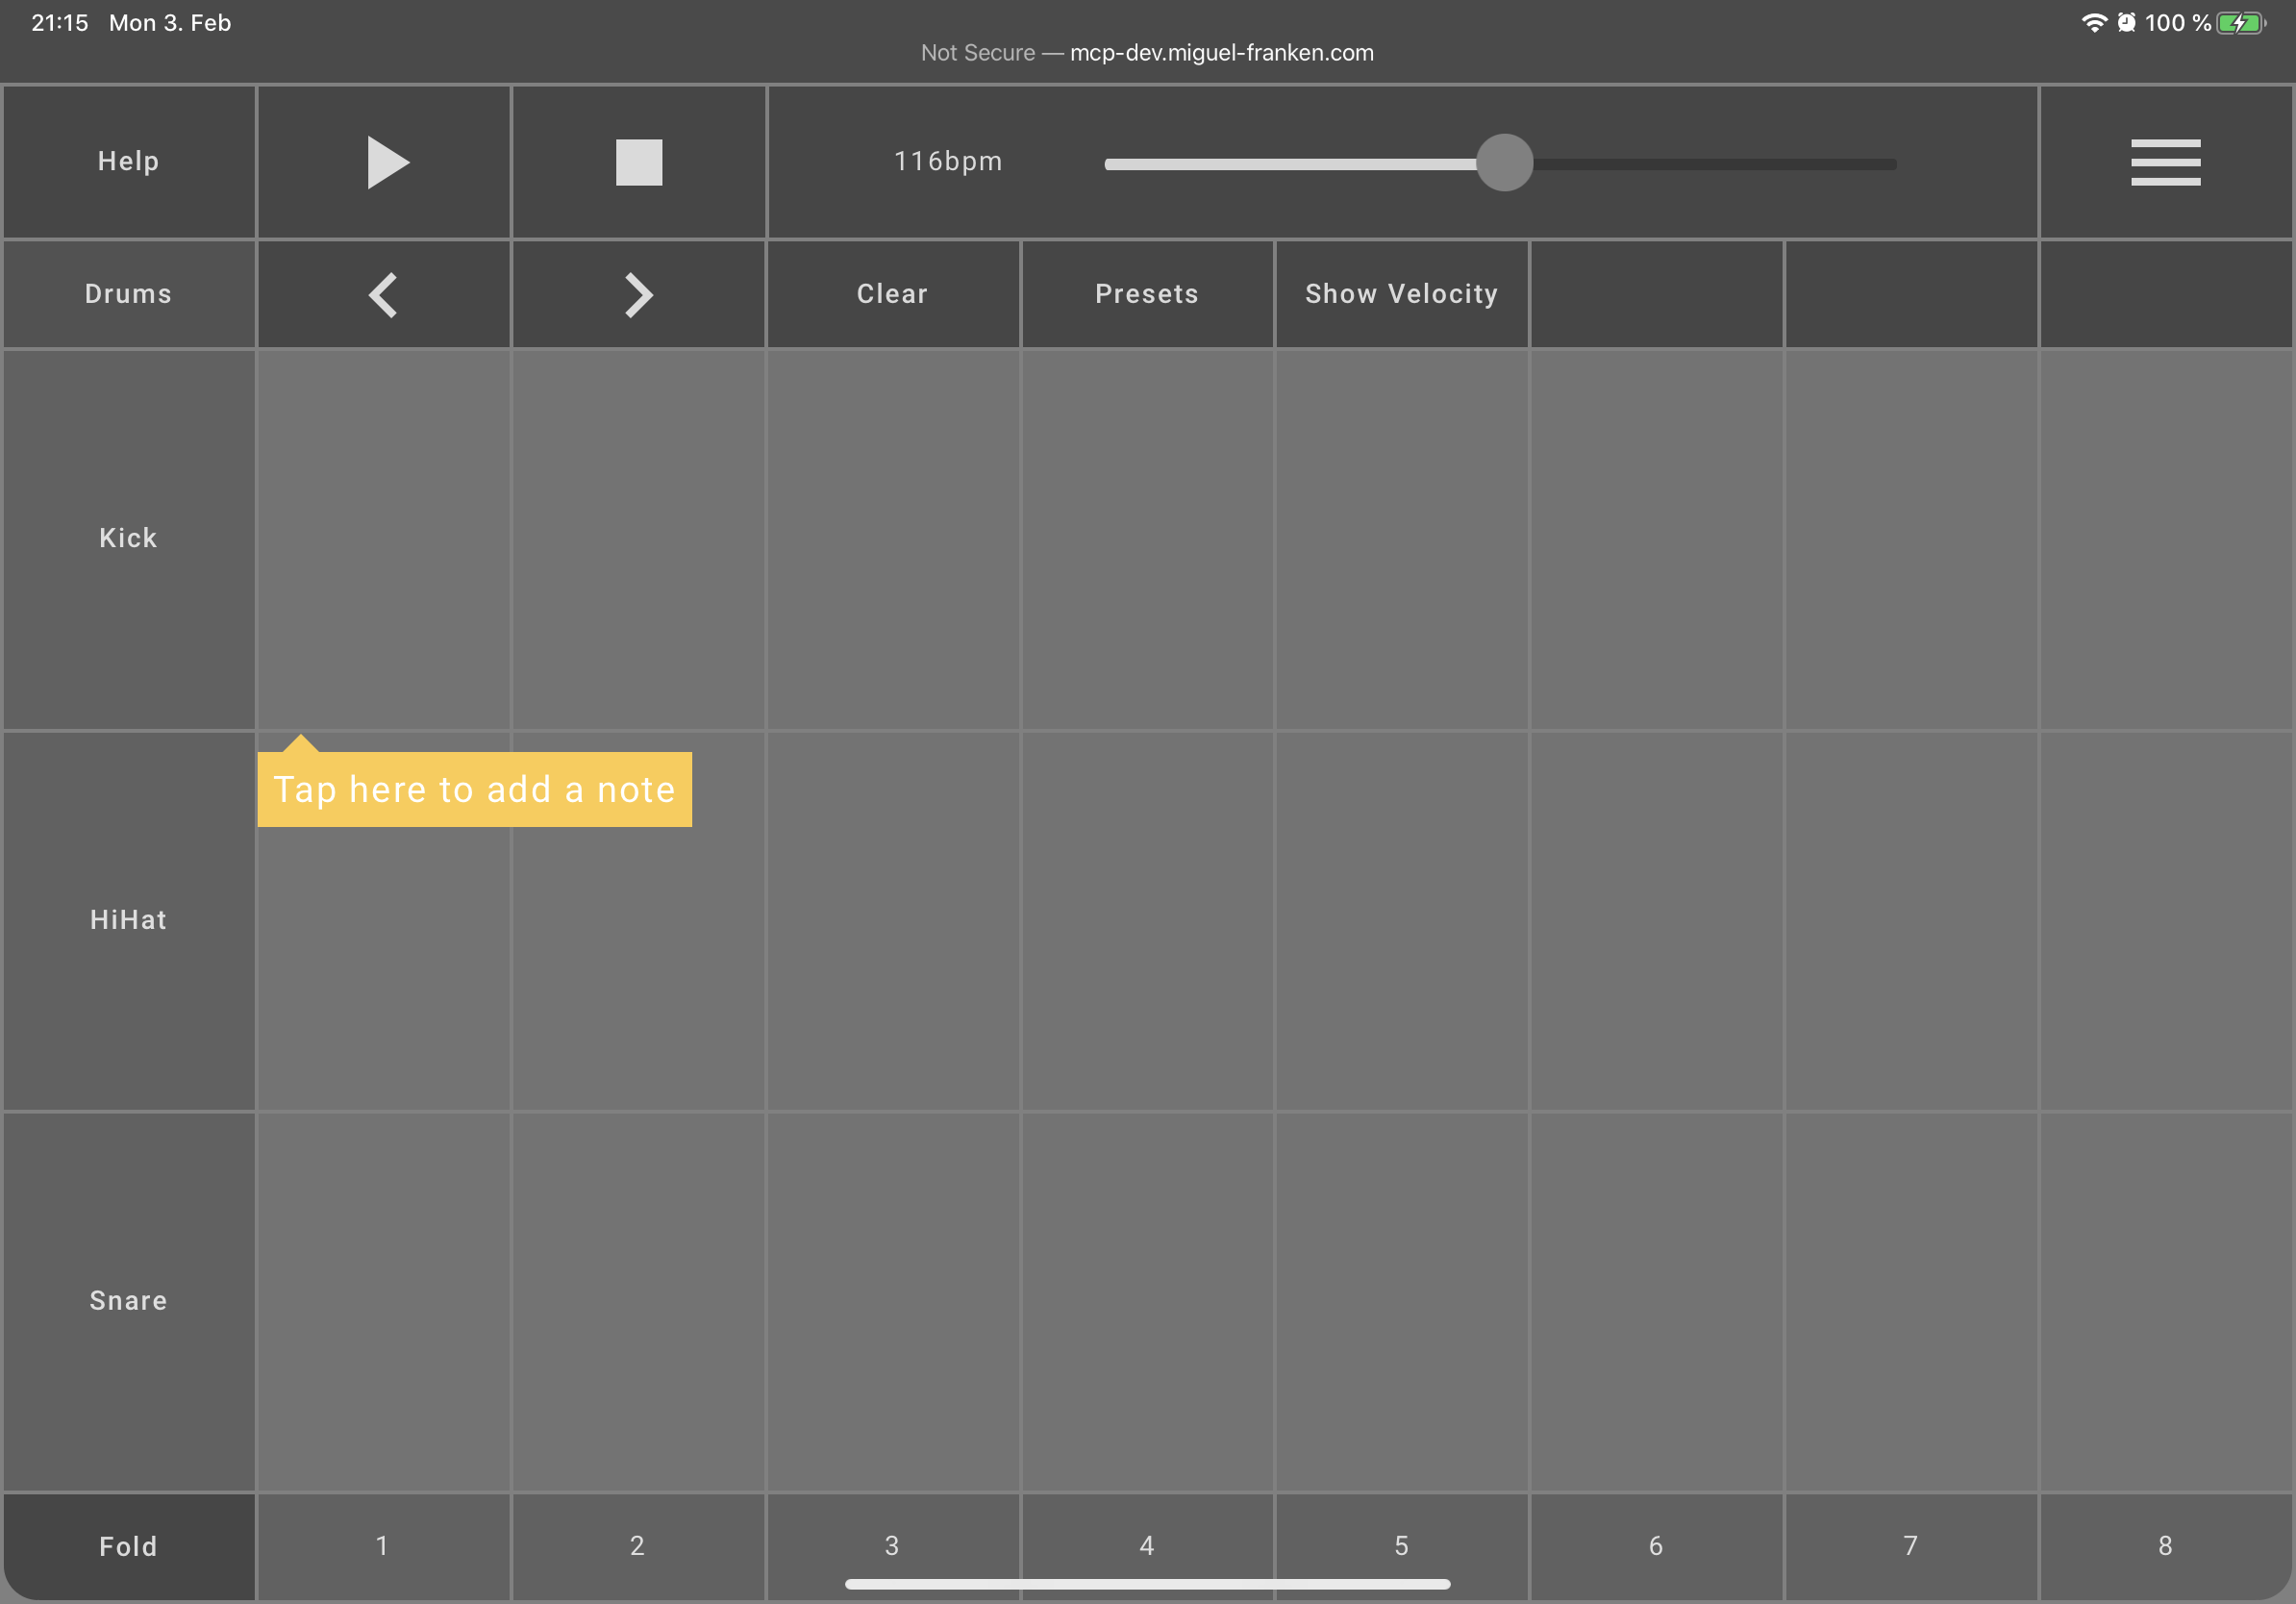 21:15 Mon 3. Feb 100 %
Not Secure — mcp-dev.miguel-franken.com
Help 116bpm
Drums Clear Presets Show Velocity
Kick
Tap here to add a note
HiHat
Snare
Fold 1 2 3 4 5 6 7 8